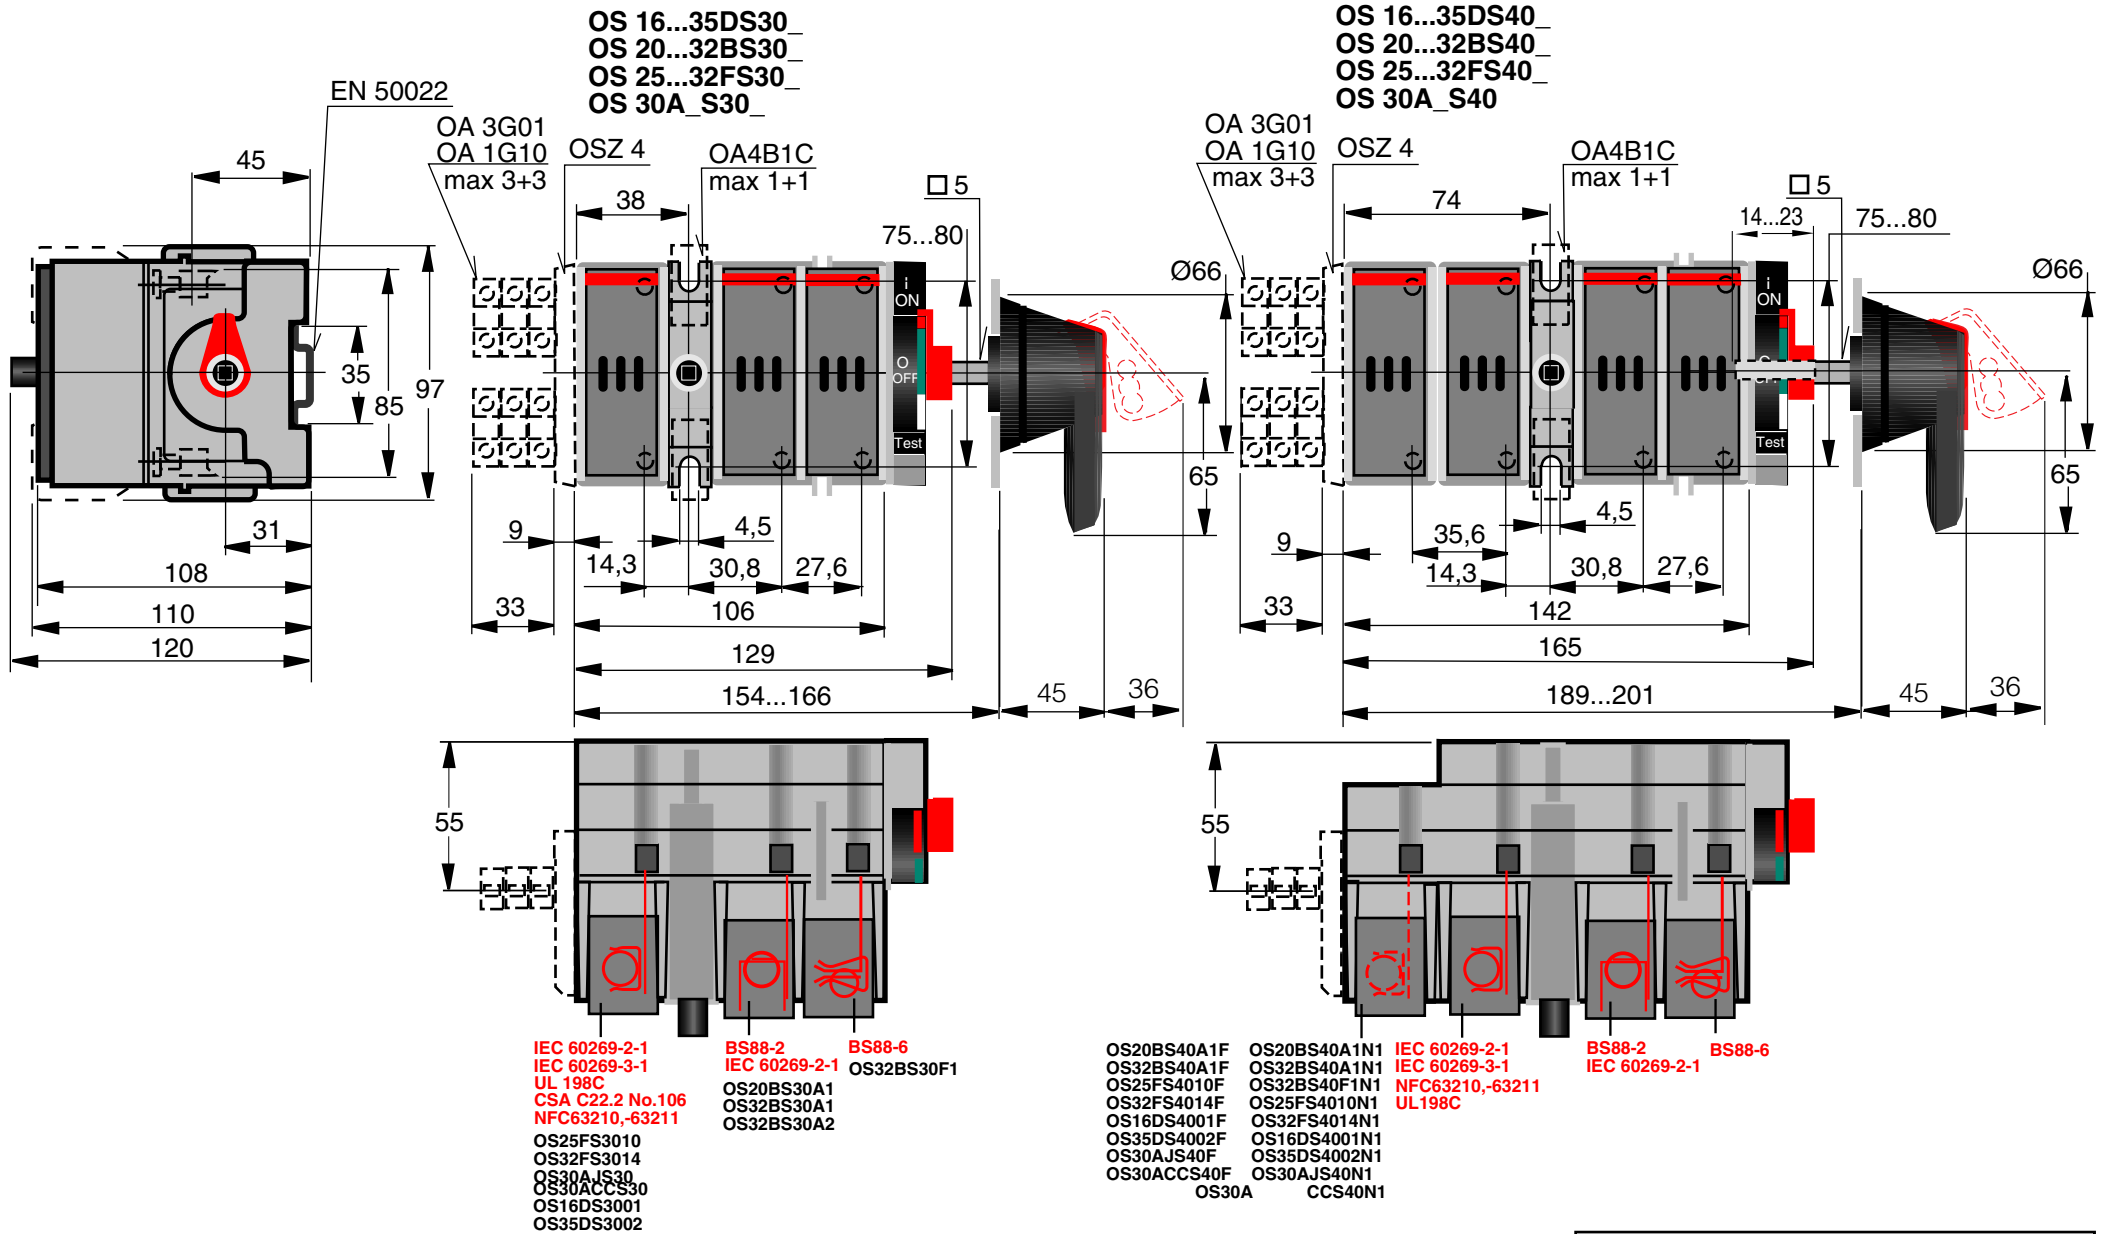 OS 16...35DS30_
OS 20...32BS30_
OS 25...32FS30_
OS 30A_S30_
OS 16...35DS40_
OS 20...32BS40_
OS 25...32FS40_
OS 30A_S40
EN 50022
45
35
85
97
31
108
110
120
OA 3G01
OA 1G10
max 3+3
OSZ 4
OA4B1C
max 1+1
38
5
75...80
Ø66
i
ON
O
OFF
Test
65
9
4,5
14,3
30,8
27,6
33
106
129
154...166
45
36
OA 3G01
OA 1G10
max 3+3
OSZ 4
OA4B1C
max 1+1
74
5
14...23
75...80
Ø66
i
ON
Test
65
9
4,5
35,6
14,3
30,8
27,6
33
142
165
189...201
45
36
55
IEC 60269-2-1
IEC 60269-3-1
UL 198C
CSA C22.2 No.106
NFC63210,-63211
OS25FS3010
OS32FS3014
OS30AJS30
OS30ACCS30
OS16DS3001
OS35DS3002
BS88-2
IEC 60269-2-1
OS20BS30A1
OS32BS30A1
OS32BS30A2
BS88-6
OS32BS30F1
55
OS20BS40A1F
OS32BS40A1F
OS25FS4010F
OS32FS4014F
OS16DS4001F
OS35DS4002F
OS30AJS40F
OS30ACCS40F
OS20BS40A1N1
OS32BS40A1N1
OS32BS40F1N1
OS25FS4010N1
OS32FS4014N1
OS16DS4001N1
OS35DS4002N1
OS30AJS40N1
OS30A CCS40N1
IEC 60269-2-1
IEC 60269-3-1
NFC63210,-63211
UL198C
BS88-2
IEC 60269-2-1
BS88-6